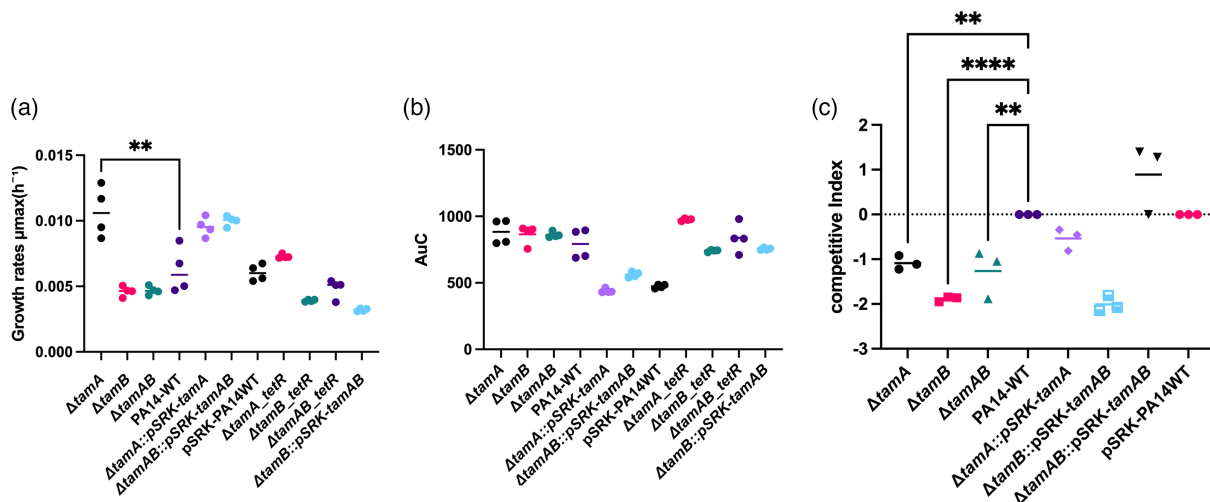 (a)
**
Growth rates µmax(h⁻¹)
0.015
0.010
0.005
0.000
ΔtamA
ΔtamB
ΔtamAB
PA14-WT
ΔtamA::pSRK-tamA
ΔtamAB::pSRK-tamAB
pSRK-PA14WT
ΔtamA_tetR
ΔtamB_tetR
ΔtamAB_tetR
ΔtamB::pSRK-tamAB
(b)
AuC
1500
1000
500
0
ΔtamA
ΔtamB
ΔtamAB
PA14-WT
ΔtamA::pSRK-tamA
ΔtamAB::pSRK-tamAB
pSRK-PA14WT
ΔtamA_tetR
ΔtamB_tetR
ΔtamAB_tetR
ΔtamB::pSRK-tamAB
(c)
**
****
**
competitive Index
2
1
0
-1
-2
-3
ΔtamA
ΔtamB
ΔtamAB
PA14-WT
ΔtamA::pSRK-tamA
ΔtamB::pSRK-tamAB
ΔtamAB::pSRK-tamAB
pSRK-PA14WT